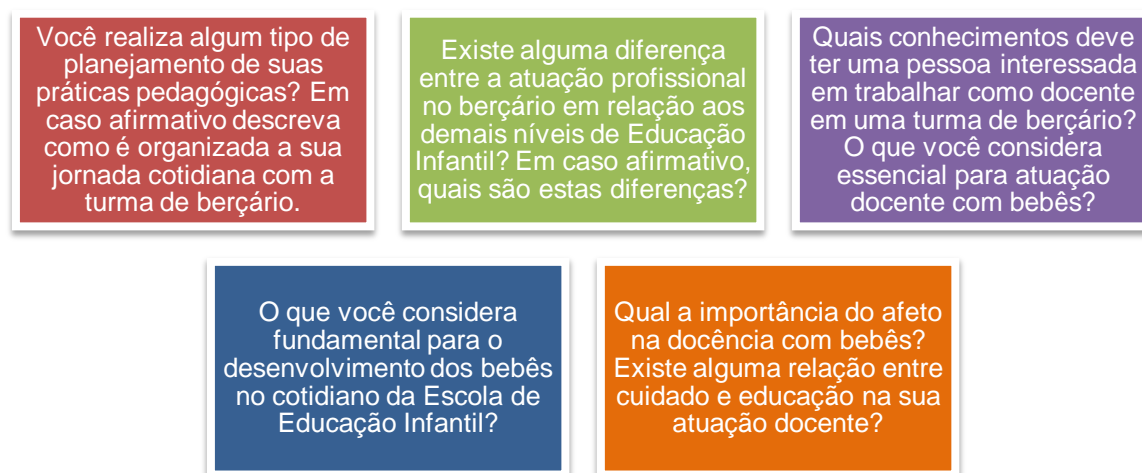 Você realiza algum tipo de
planejamento de suas
práticas pedagógicas? Em
caso afirmativo descreva
como é organizada a sua
jornada cotidiana com a
turma de berçário.
Existe alguma diferença
entre a atuação profissional
no berçário em relação aos
demais níveis de Educação
Infantil? Em caso afirmativo,
quais são estas diferenças?
Quais conhecimentos deve
ter uma pessoa interessada
em trabalhar como docente
em uma turma de berçário?
O que você considera
essencial para atuação
docente com bebês?
O que você considera
fundamental para o
desenvolvimento dos bebês
no cotidiano da Escola de
Educação Infantil?
Qual a importância do afeto
na docência com bebês?
Existe alguma relação entre
cuidado e educação na sua
atuação docente?